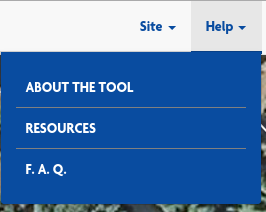 Site Help
ABOUT THE TOOL
RESOURCES
F. A. Q.